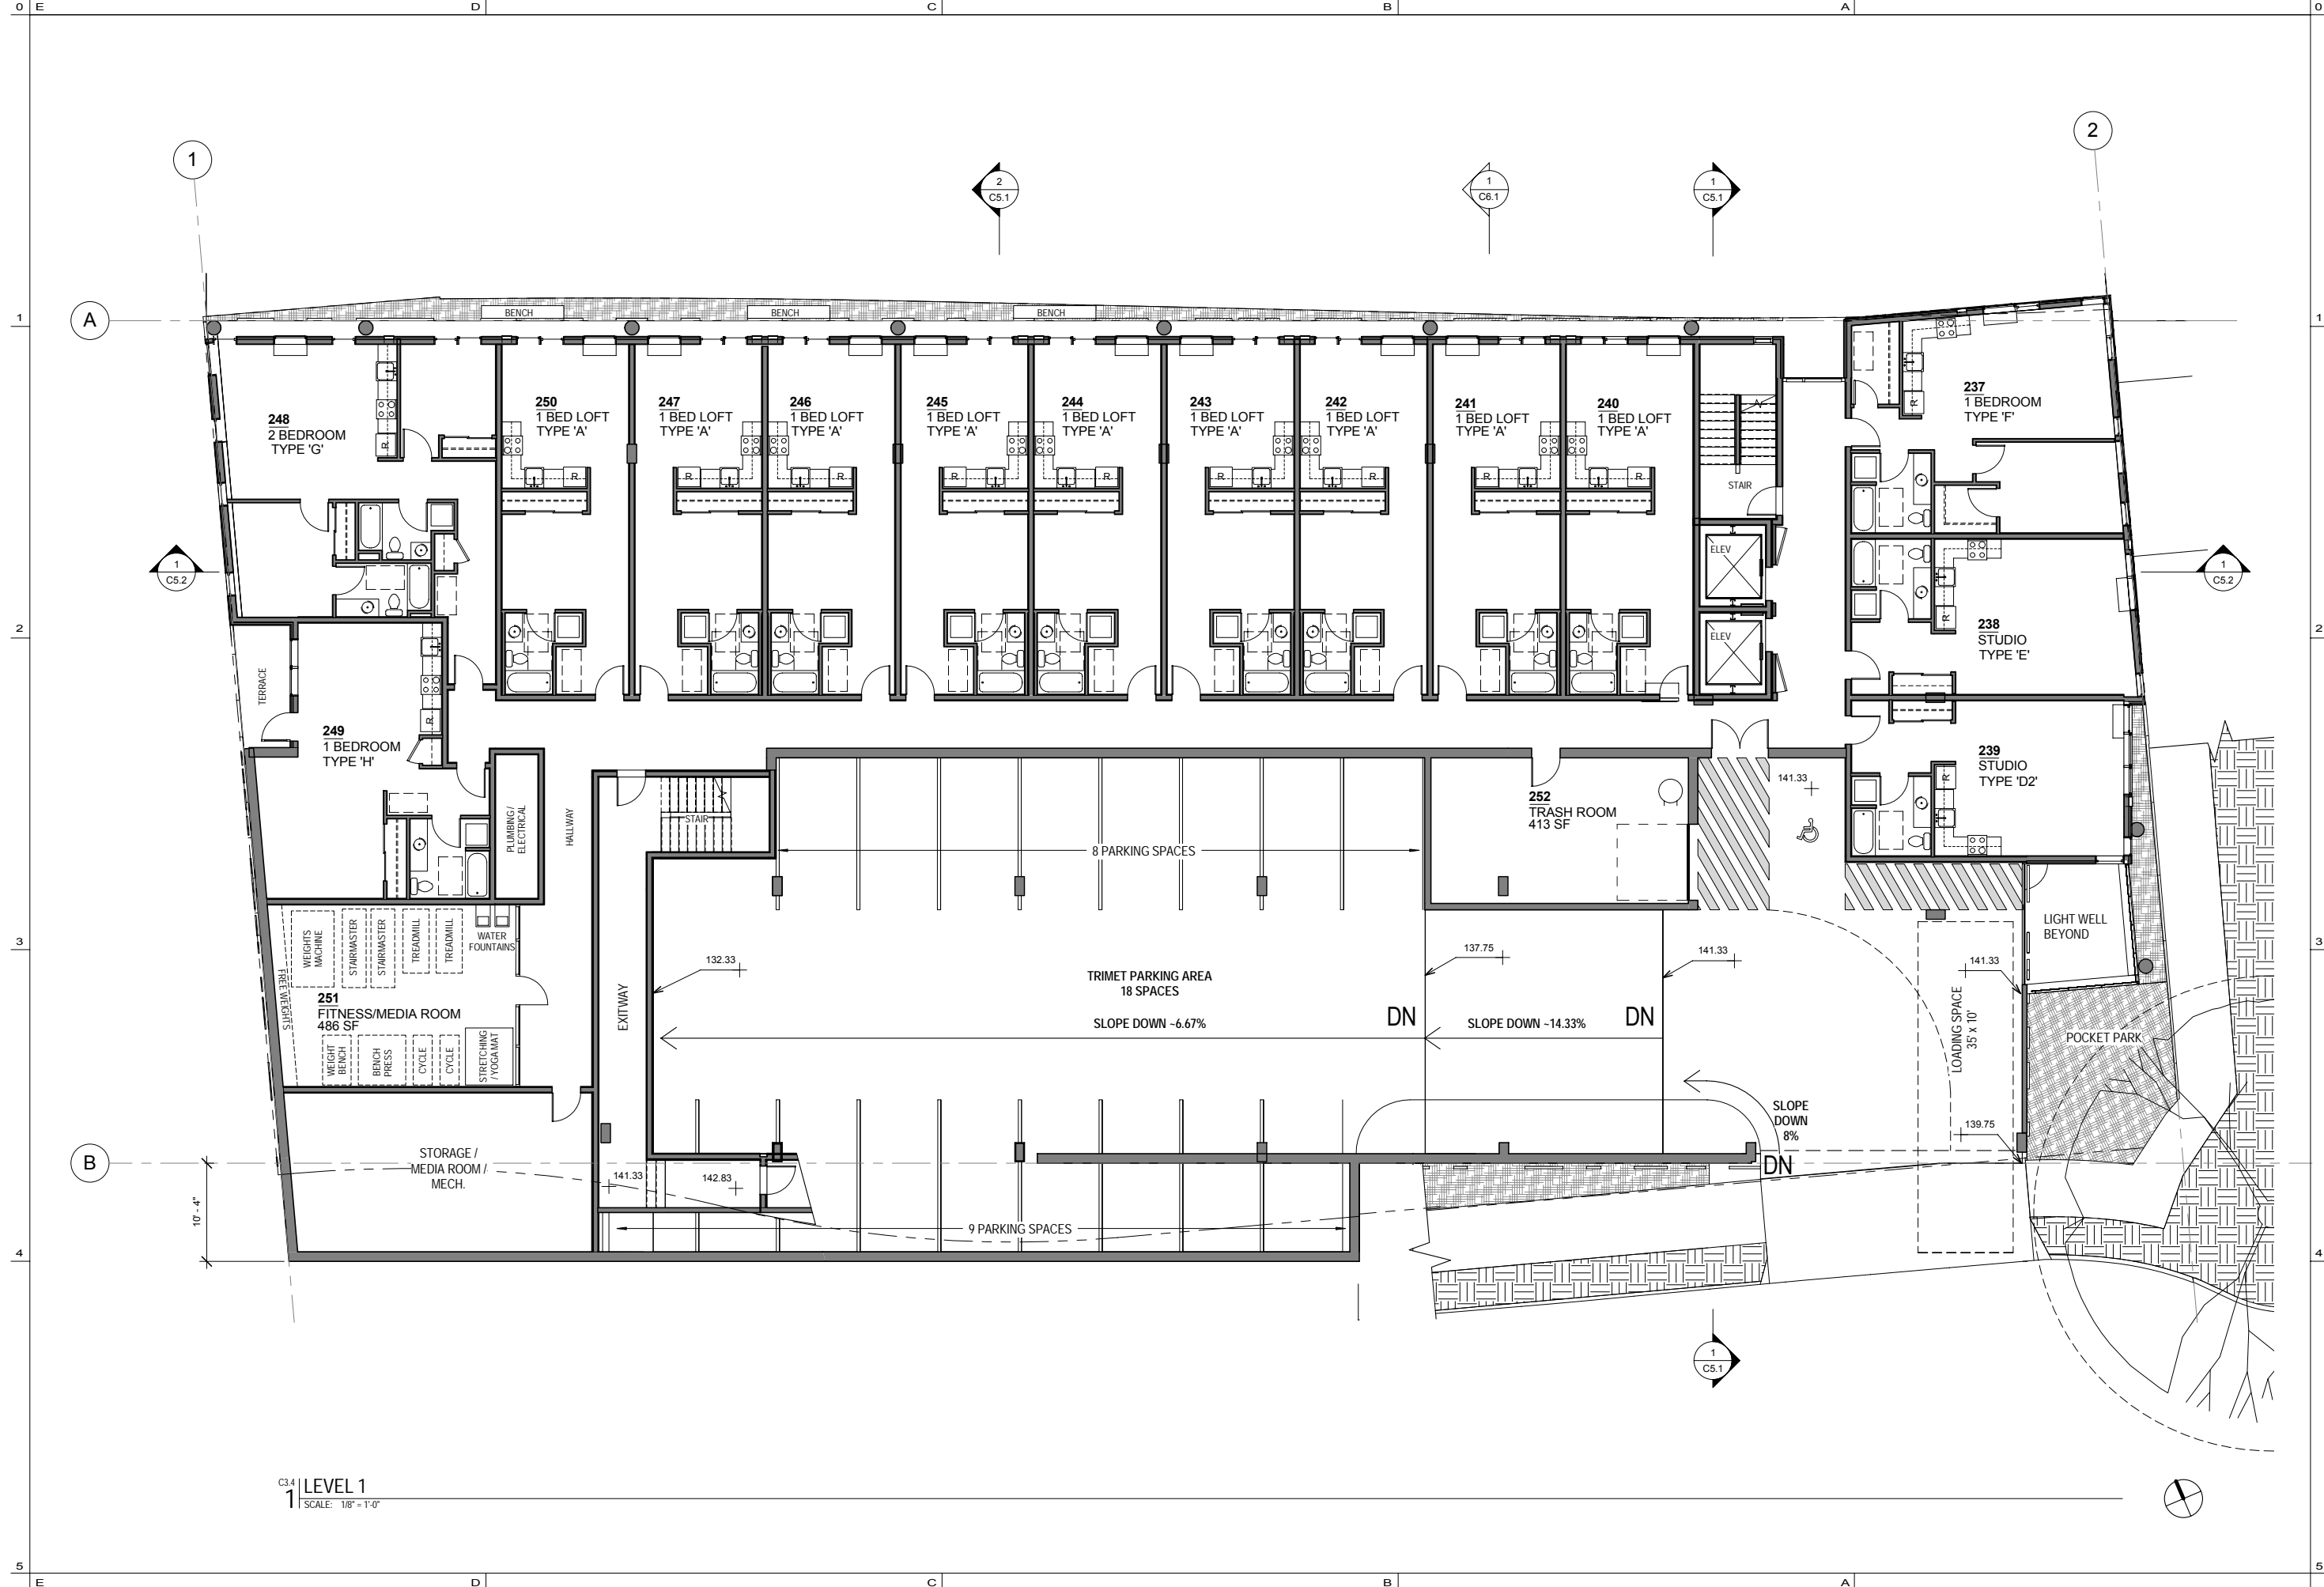 0 E D C B A 0
1 2
2
C5.1
1
C6.1
1
C5.1
1 A 1
BENCH BENCH BENCH
248
2 BEDROOM
TYPE 'G'
250
1 BED LOFT
TYPE 'A'
247
1 BED LOFT
TYPE 'A'
246
1 BED LOFT
TYPE 'A'
245
1 BED LOFT
TYPE 'A'
244
1 BED LOFT
TYPE 'A'
243
1 BED LOFT
TYPE 'A'
242
1 BED LOFT
TYPE 'A'
241
1 BED LOFT
TYPE 'A'
240
1 BED LOFT
TYPE 'A'
237
1 BEDROOM
TYPE 'F'
R R
R R R R R R R R R
STAIR
ELEV
1
C5.2
1
C5.2
2 2
ELEV
R
238
STUDIO
TYPE 'E'
TERRACE
R
249
1 BEDROOM
TYPE 'H'
239
STUDIO
TYPE 'D2'
R
PLUMBING /
ELECTRICAL
HALLWAY
STAIR
8 PARKING SPACES
252
TRASH ROOM
413 SF
141.33
WEIGHTS
MACHINE
STAIRMASTER
STAIRMASTER
TREADMILL
TREADMILL
WATER
FOUNTAINS
LIGHT WELL
BEYOND
3 3
FREE WEIGHTS
251
FITNESS/MEDIA ROOM
486 SF
132.33
137.75
141.33
141.33
TRIMET PARKING AREA
18 SPACES
EXITWAY
SLOPE DOWN ~6.67%
DN
SLOPE DOWN ~14.33%
DN
LOADING SPACE
35' x 10'
POCKET PARK
WEIGHT
BENCH
BENCH
PRESS
CYCLE
CYCLE
STRETCHING
/ YOGA MAT
SLOPE
DOWN
8%
139.75
B
STORAGE /
MEDIA ROOM /
MECH.
DN
141.33
142.83
10' - 4"
9 PARKING SPACES
4 4
1
C5.1
C3.4
1
LEVEL 1
SCALE: 1/8" = 1'-0"
5 5
E D C B A